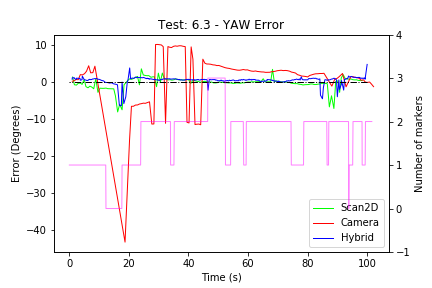 Test: 6.3 - YAW Error
10
0
−10
−20
−30
−40
Error (Degrees)
4
3
2
1
0
−1
Number of markers
Scan2D
Camera
Hybrid
0
20
40
60
80
100
Time (s)